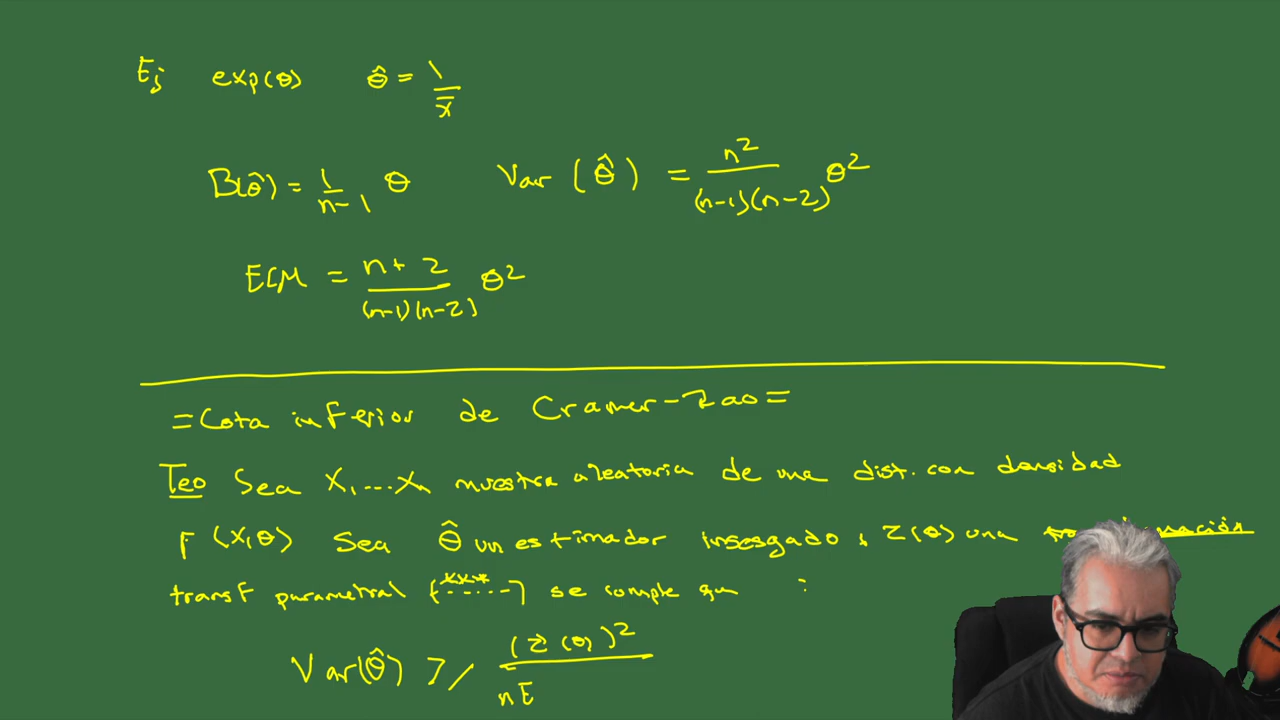 Ej exp(θ) θ̂ = 1/x̄
B(θ̂) = 1/(n-1) θ Var (θ̂) = n²/((n-1)(n-2)) θ²
ECM = (n+2)/((n-1)(n-2)) θ²
= Cota inferior de Cramer-Rao =
Teo Sea X₁...Xₙ muestra aleatoria de una dist. con densidad
f(x,θ) Sea θ̂ un estimador insesgado z(θ) una
transf parametral se cumple que :
Var(θ̂) ≥ (z(θ))²/nE